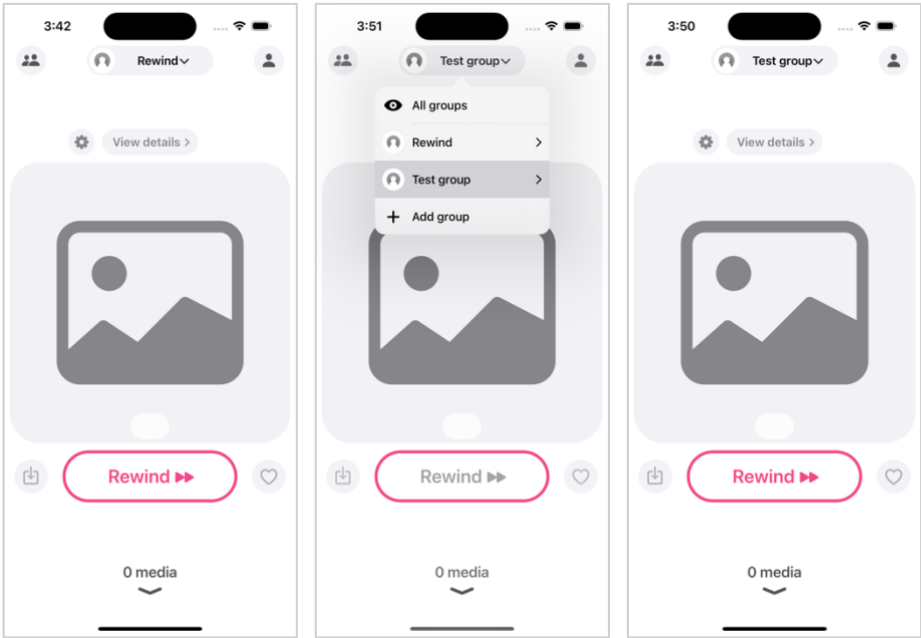 3:42
Rewind
View details
Rewind
0 media
3:51
Test group
All groups
Rewind
Test group
Add group
Rewind
0 media
3:50
Test group
View details
Rewind
0 media